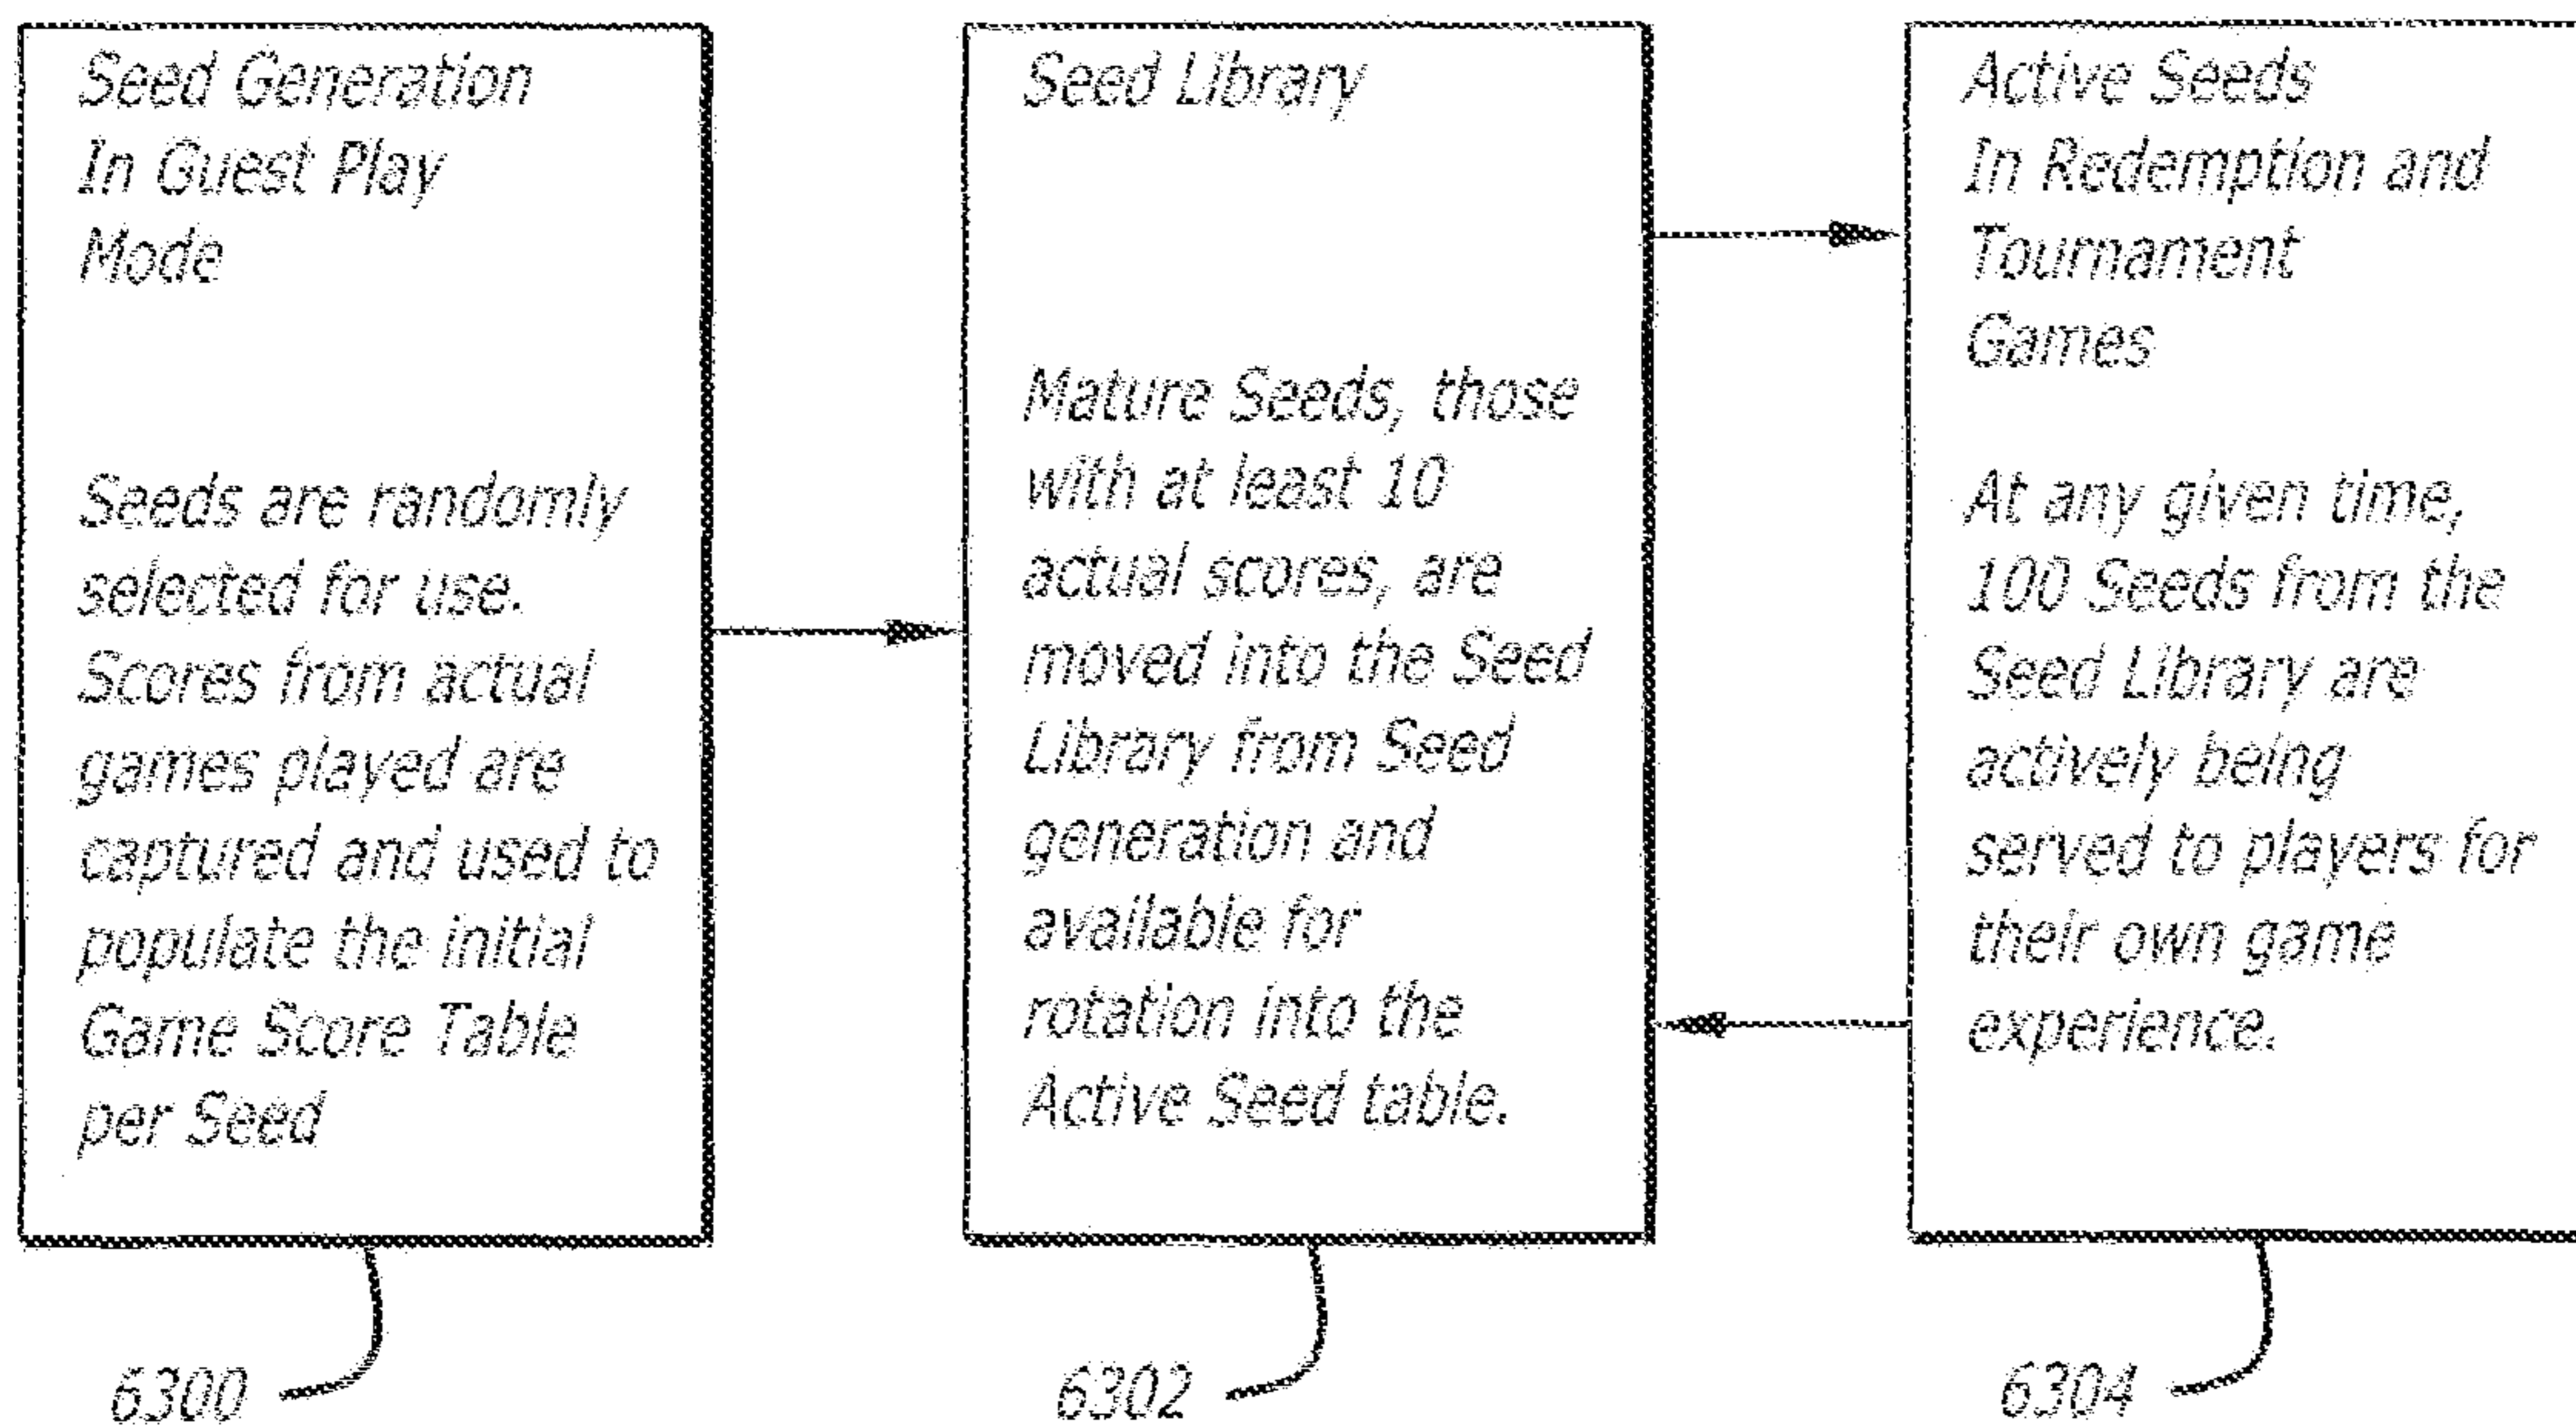 Seed Generation
In Guest Play
Mode
Seeds are randomly
selected for use.
Scores from actual
games played are
captured and used to
populate the initial
Game Score Table
per Seed
6300
Seed Library
Mature Seeds, those
with at least 10
actual scores, are
moved into the Seed
Library from Seed
generation and
available for
rotation into the
Active Seed table.
6302
Active Seeds
In Redemption and
Tournament
Games
At any given time,
100 Seeds from the
Seed Library are
actively being
served to players for
their own game
experience.
6304